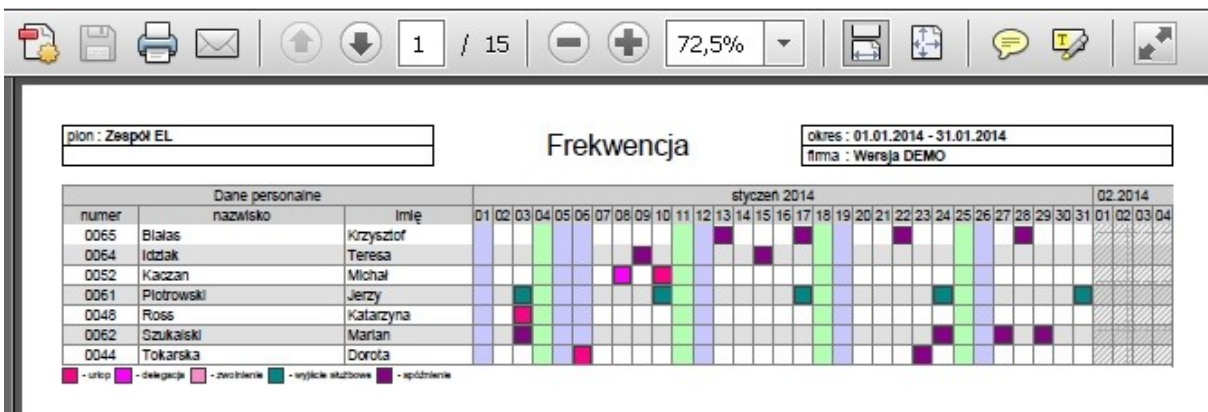 1 / 15 72,5%
T
pion : Zespół EL
Frekwencja
okres : 01.01.2014 - 31.01.2014
firma : Wersja DEMO
Dane personalne styczeń 2014 02.2014
numer nazwisko imię 01 02 03 04 05 06 07 08 09 10 11 12 13 14 15 16 17 18 19 20 21 22 23 24 25 26 27 28 29 30 31 01 02 03 04
0065 Białas Krzysztof
0064 Idziak Teresa
0052 Kaczan Michał
0061 Piotrowski Jerzy
0048 Ross Katarzyna
0062 Szukalski Marian
0044 Tokarska Dorota
- urlop - delegacja - zwolnienie - wyjście służbowe - spóźnienie